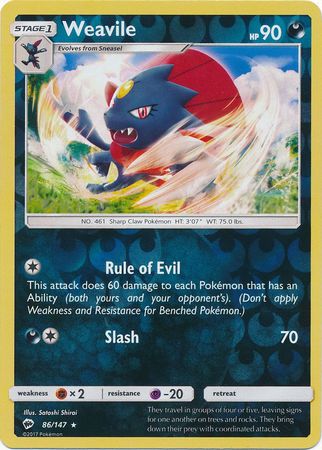 STAGE1
Weavile
HP 90
Evolves from Sneasel
NO. 461 Sharp Claw Pokémon HT: 3'07" WT: 75.0 lbs.
Rule of Evil
This attack does 60 damage to each Pokémon that has an
Ability (both yours and your opponent's). (Don't apply
Weakness and Resistance for Benched Pokémon.)
Slash 70
weakness × 2 resistance -20 retreat
Illus. Satoshi Shirai
86/147 ★
©2017 Pokémon
They travel in groups of four or five, leaving signs
for one another on trees and rocks. They bring
down their prey with coordinated attacks.